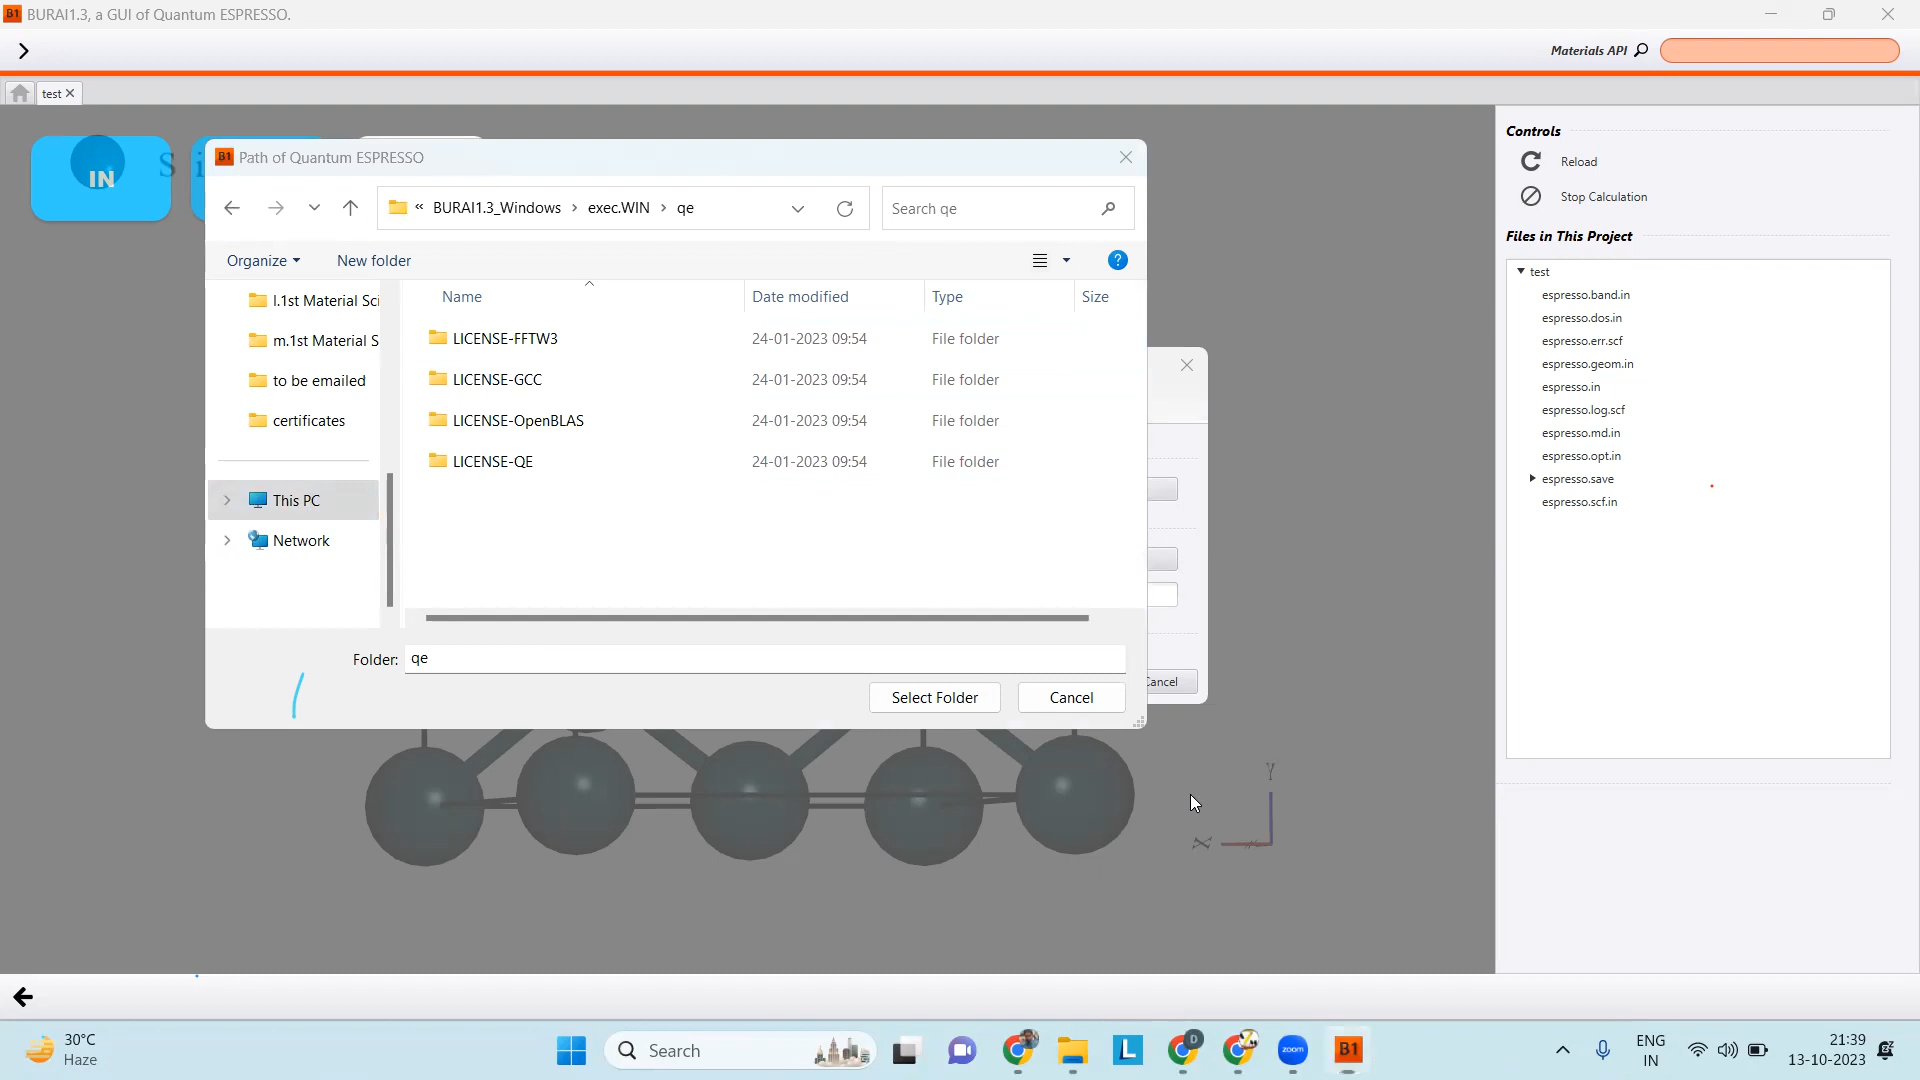 B1 BURAI1.3, a GUI of Quantum ESPRESSO.
Materials API
test
IN
S i
B1 Path of Quantum ESPRESSO
« BURAI1.3_Windows > exec.WIN > qe
Search qe
Organize
New folder
?
l.1st Material Sci
m.1st Material S
to be emailed
certificates
This PC
Network
Name
Date modified
Type
Size
LICENSE-FFTW3
24-01-2023 09:54
File folder
LICENSE-GCC
24-01-2023 09:54
File folder
LICENSE-OpenBLAS
24-01-2023 09:54
File folder
LICENSE-QE
24-01-2023 09:54
File folder
Folder: qe
Select Folder
Cancel
Cancel
Y
X
Controls
Reload
Stop Calculation
Files in This Project
test
espresso.band.in
espresso.dos.in
espresso.err.scf
espresso.geom.in
espresso.in
espresso.log.scf
espresso.md.in
espresso.opt.in
espresso.save
espresso.scf.in
30°C
Haze
Search
L
D
zoom
B1
ENG
IN
21:39
13-10-2023